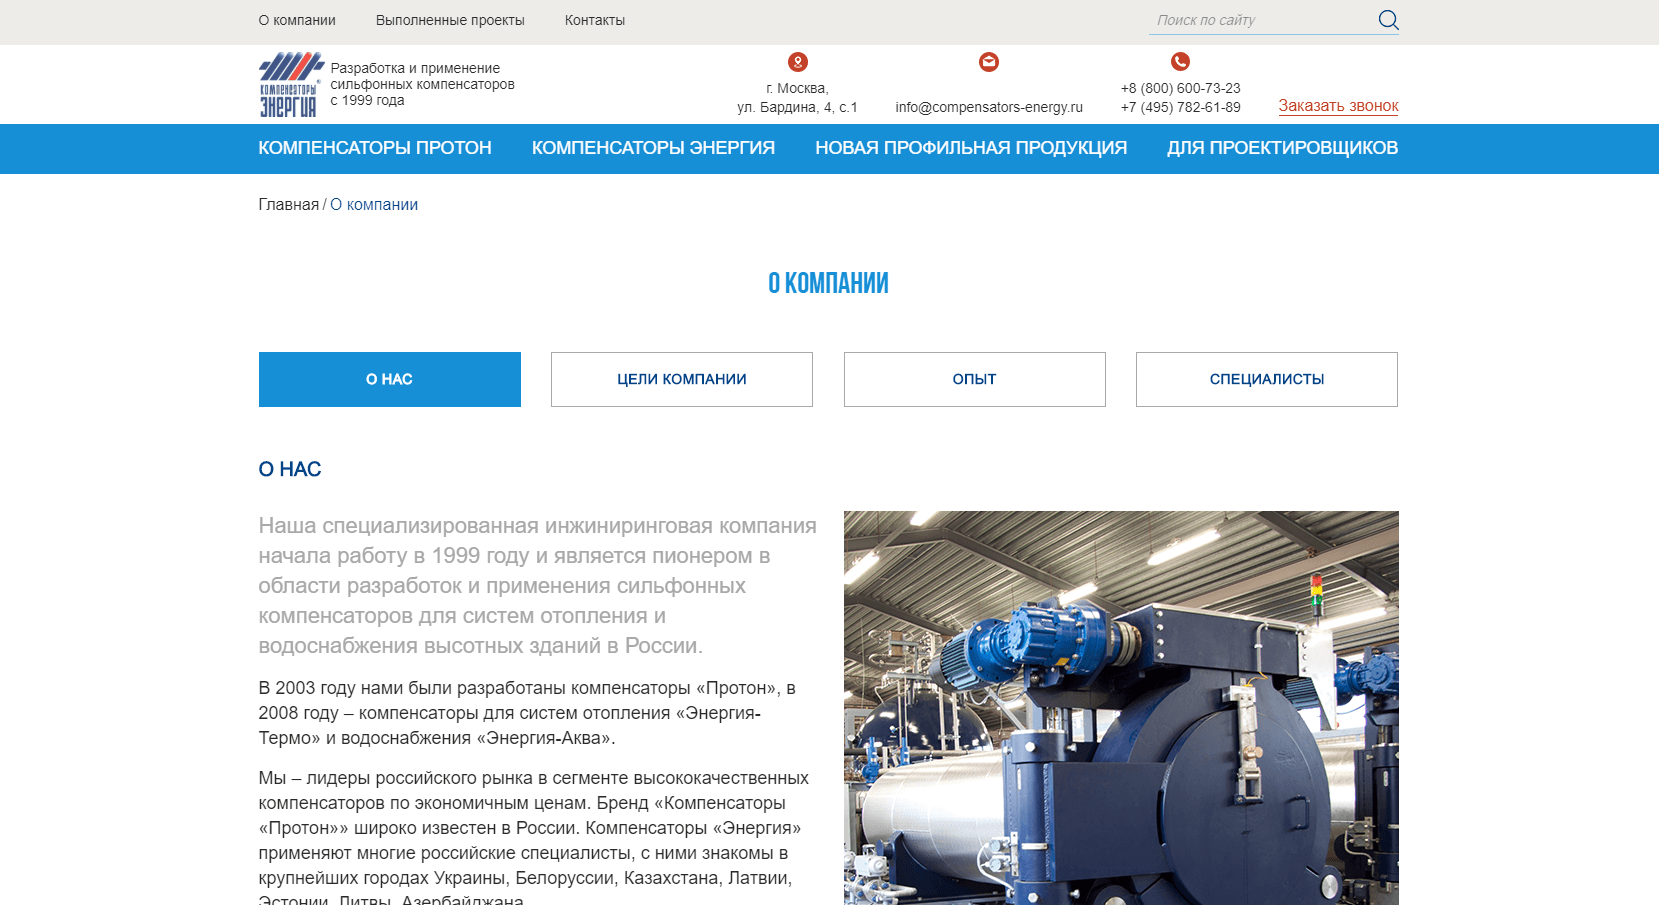 О компании
Выполненные проекты
Контакты
Поиск по сайту
КОМПЕНСАТОРЫ
ЭНЕРГИЯ
Разработка и применение
сильфонных компенсаторов
с 1999 года
г. Москва,
ул. Бардина, 4, с.1
info@compensators-energy.ru
+8 (800) 600-73-23
+7 (495) 782-61-89
Заказать звонок
КОМПЕНСАТОРЫ ПРОТОН
КОМПЕНСАТОРЫ ЭНЕРГИЯ
НОВАЯ ПРОФИЛЬНАЯ ПРОДУКЦИЯ
ДЛЯ ПРОЕКТИРОВЩИКОВ
Главная / О компании
О КОМПАНИИ
О НАС
ЦЕЛИ КОМПАНИИ
ОПЫТ
СПЕЦИАЛИСТЫ
О НАС
Наша специализированная инжиниринговая компания
начала работу в 1999 году и является пионером в
области разработок и применения сильфонных
компенсаторов для систем отопления и
водоснабжения высотных зданий в России.
В 2003 году нами были разработаны компенсаторы «Протон», в
2008 году – компенсаторы для систем отопления «Энергия-
Термо» и водоснабжения «Энергия-Аква».
Мы – лидеры российского рынка в сегменте высококачественных
компенсаторов по экономичным ценам. Бренд «Компенсаторы
«Протон»» широко известен в России. Компенсаторы «Энергия»
применяют многие российские специалисты, с ними знакомы в
крупнейших городах Украины, Белоруссии, Казахстана, Латвии,
Эстонии, Литвы, Азербайджана